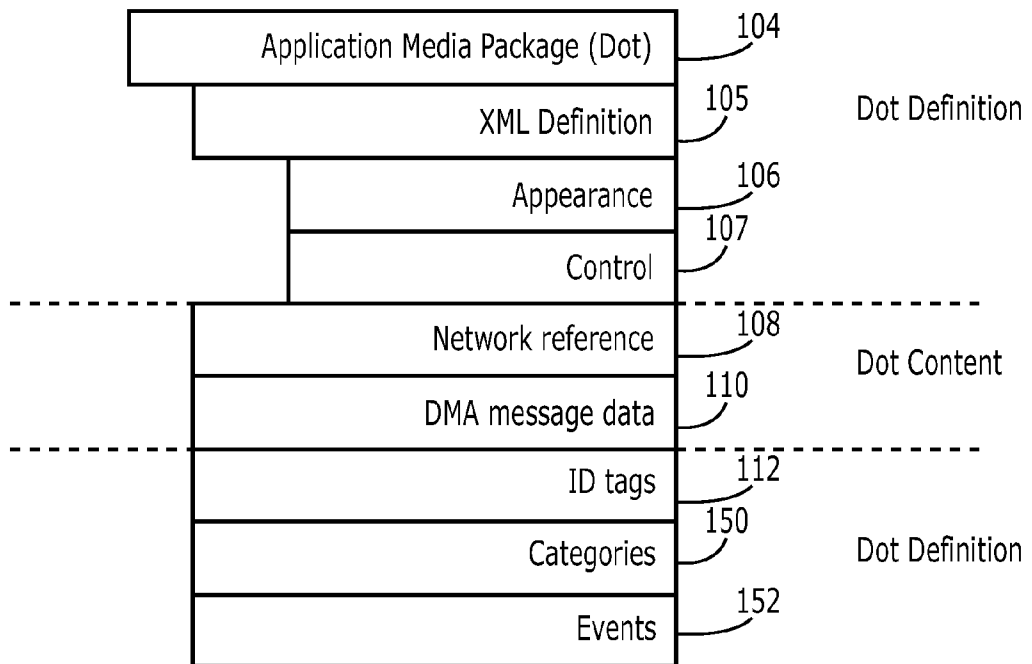 Application Media Package (Dot)
104
XML Definition
105
Dot Definition
Appearance
106
Control
107
Network reference
108
Dot Content
DMA message data
110
ID tags
112
Categories
150
Dot Definition
Events
152